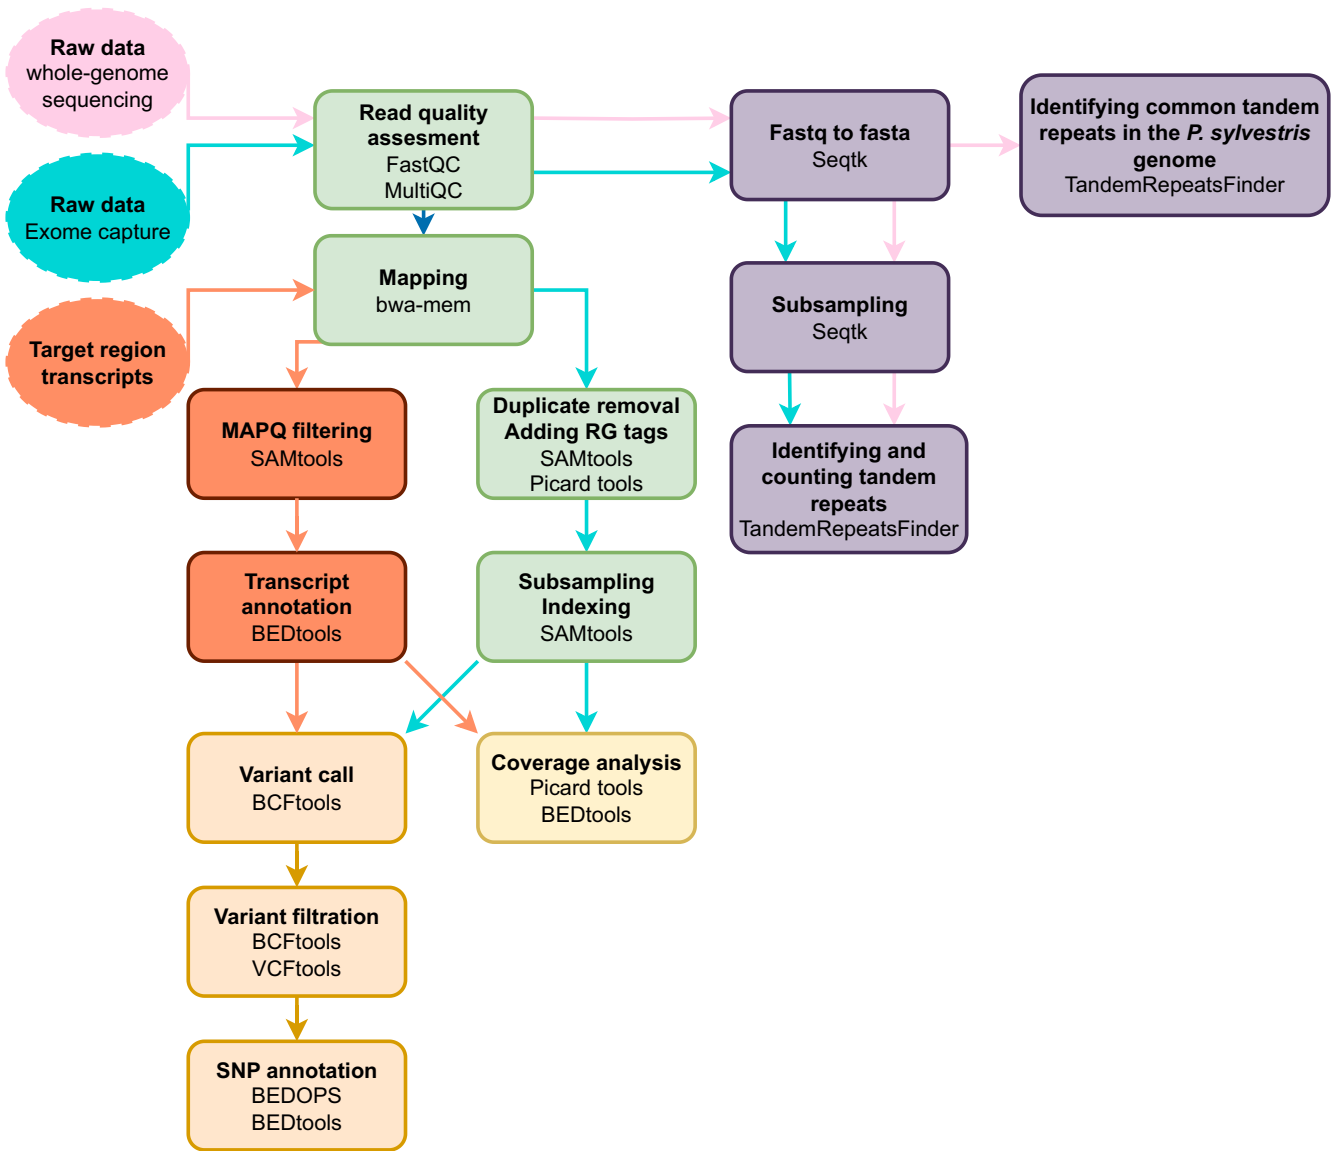 Raw data
whole-genome
sequencing
Raw data
Exome capture
Target region
transcripts
Read quality
assesment
FastQC
MultiQC
Mapping
bwa-mem
Fastq to fasta
Seqtk
Identifying common tandem
repeats in the P. sylvestris
genome
TandemRepeatsFinder
Subsampling
Seqtk
Identifying and
counting tandem
repeats
TandemRepeatsFinder
MAPQ filtering
SAMtools
Duplicate removal
Adding RG tags
SAMtools
Picard tools
Transcript
annotation
BEDtools
Subsampling
Indexing
SAMtools
Variant call
BCFtools
Coverage analysis
Picard tools
BEDtools
Variant filtration
BCFtools
VCFtools
SNP annotation
BEDOPS
BEDtools